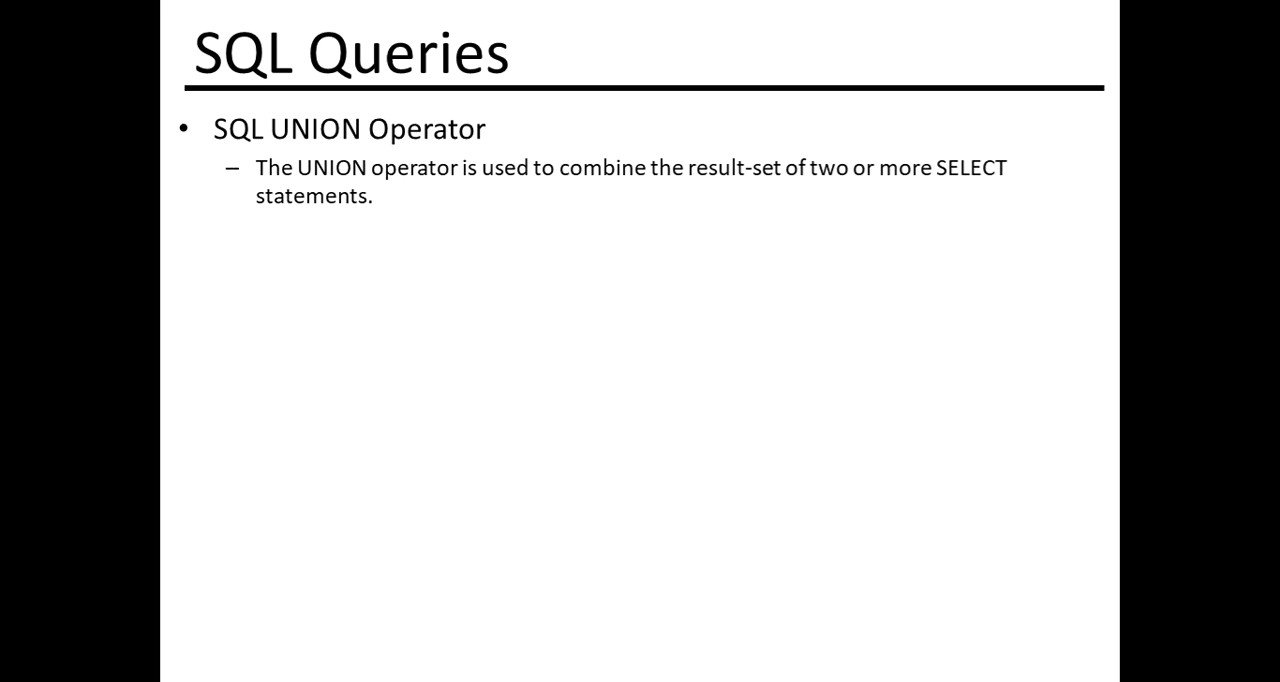 SQL Queries
• SQL UNION Operator
– The UNION operator is used to combine the result-set of two or more SELECT
statements.